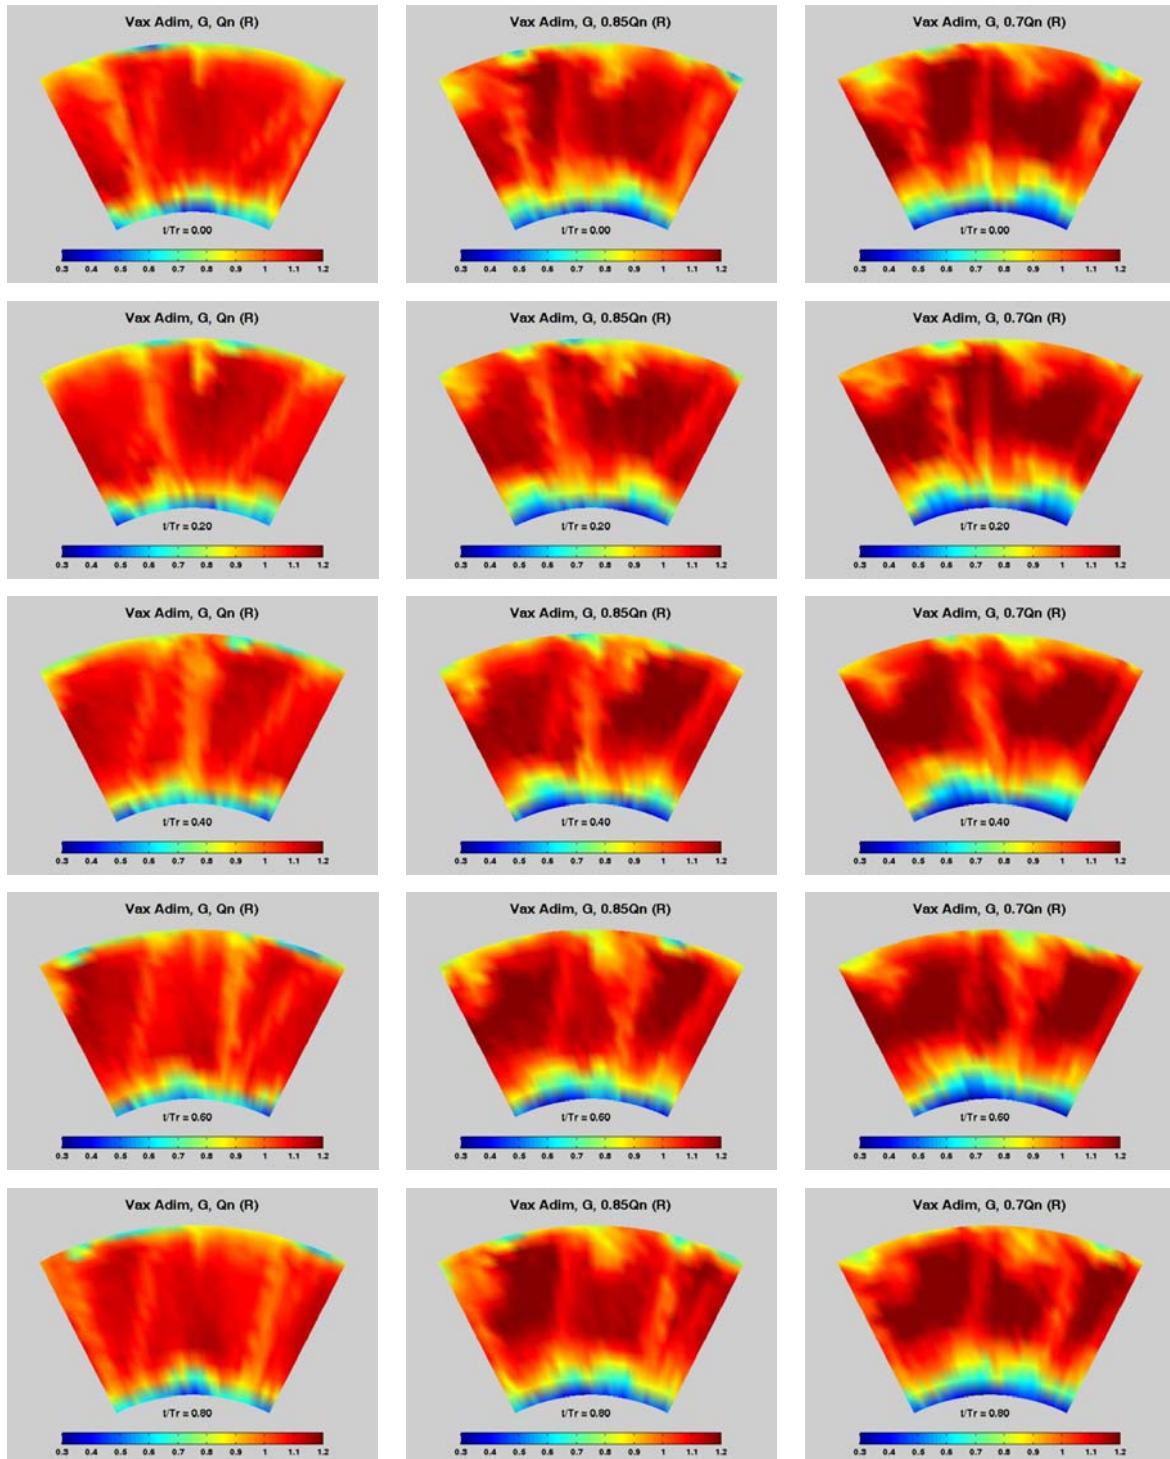 Vax Adim, G, Qn (R)
Vax Adim, G, 0.85Qn (R)
Vax Adim, G, 0.7Qn (R)
t/Tr = 0.00
t/Tr = 0.00
t/Tr = 0.00
0.3 0.4 0.5 0.6 0.7 0.8 0.9 1 1.1 1.2
0.3 0.4 0.5 0.6 0.7 0.8 0.9 1 1.1 1.2
0.3 0.4 0.5 0.6 0.7 0.8 0.9 1 1.1 1.2
Vax Adim, G, Qn (R)
Vax Adim, G, 0.85Qn (R)
Vax Adim, G, 0.7Qn (R)
t/Tr = 0.20
t/Tr = 0.20
t/Tr = 0.20
0.3 0.4 0.5 0.6 0.7 0.8 0.9 1 1.1 1.2
0.3 0.4 0.5 0.6 0.7 0.8 0.9 1 1.1 1.2
0.3 0.4 0.5 0.6 0.7 0.8 0.9 1 1.1 1.2
Vax Adim, G, Qn (R)
Vax Adim, G, 0.85Qn (R)
Vax Adim, G, 0.7Qn (R)
t/Tr = 0.40
t/Tr = 0.40
t/Tr = 0.40
0.3 0.4 0.5 0.6 0.7 0.8 0.9 1 1.1 1.2
0.3 0.4 0.5 0.6 0.7 0.8 0.9 1 1.1 1.2
0.3 0.4 0.5 0.6 0.7 0.8 0.9 1 1.1 1.2
Vax Adim, G, Qn (R)
Vax Adim, G, 0.85Qn (R)
Vax Adim, G, 0.7Qn (R)
t/Tr = 0.60
t/Tr = 0.60
t/Tr = 0.60
0.3 0.4 0.5 0.6 0.7 0.8 0.9 1 1.1 1.2
0.3 0.4 0.5 0.6 0.7 0.8 0.9 1 1.1 1.2
0.3 0.4 0.5 0.6 0.7 0.8 0.9 1 1.1 1.2
Vax Adim, G, Qn (R)
Vax Adim, G, 0.85Qn (R)
Vax Adim, G, 0.7Qn (R)
t/Tr = 0.80
t/Tr = 0.80
t/Tr = 0.80
0.3 0.4 0.5 0.6 0.7 0.8 0.9 1 1.1 1.2
0.3 0.4 0.5 0.6 0.7 0.8 0.9 1 1.1 1.2
0.3 0.4 0.5 0.6 0.7 0.8 0.9 1 1.1 1.2